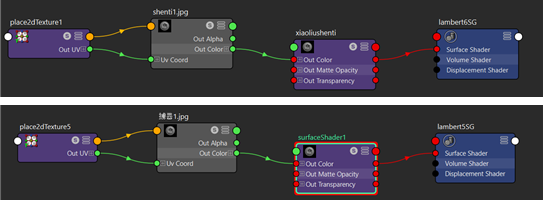 place2dTexture1
Out UV
shenti1.jpg
Out Alpha
Out Color
Uv Coord
xiaoliushenti
Out Color
Out Matte Opacity
Out Transparency
lambert6SG
Surface Shader
Volume Shader
Displacement Shader
place2dTexture5
Out UV
1.jpg
Out Alpha
Out Color
Uv Coord
surfaceShader1
Out Color
Out Matte Opacity
Out Transparency
lambert5SG
Surface Shader
Volume Shader
Displacement Shader